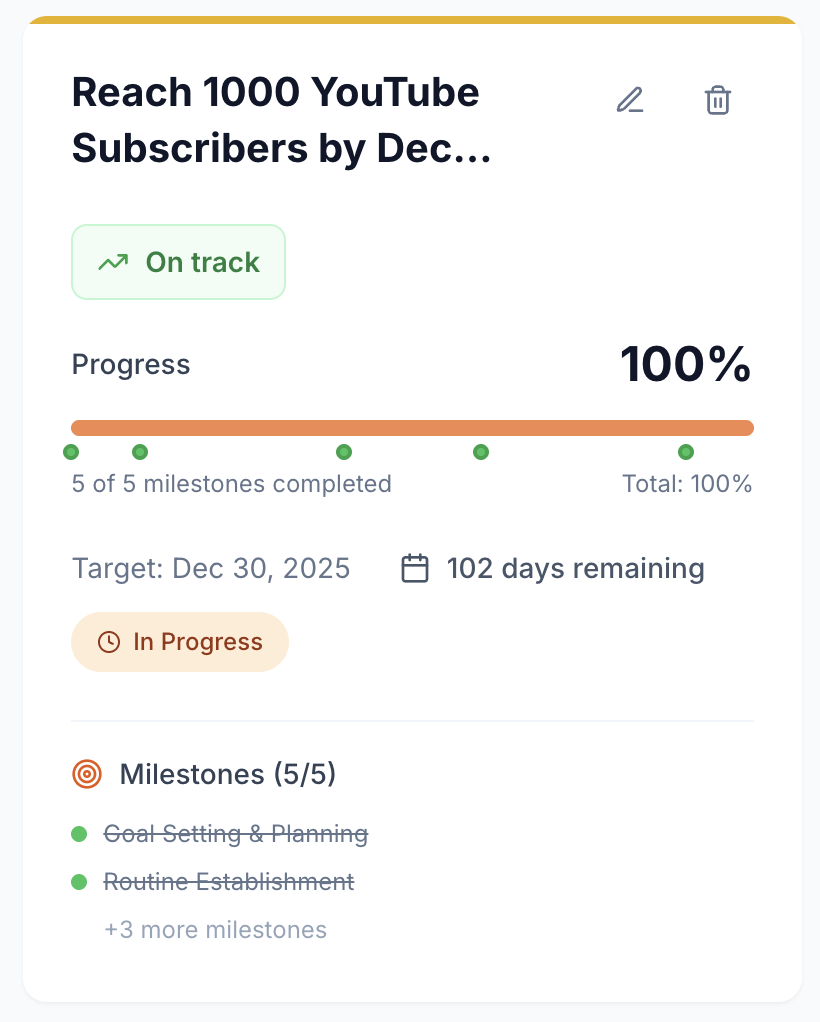 Reach 1000 YouTube
Subscribers by Dec...
On track
Progress
100%
5 of 5 milestones completed
Total: 100%
Target: Dec 30, 2025
102 days remaining
In Progress
Milestones (5/5)
Goal Setting & Planning
Routine Establishment
+3 more milestones